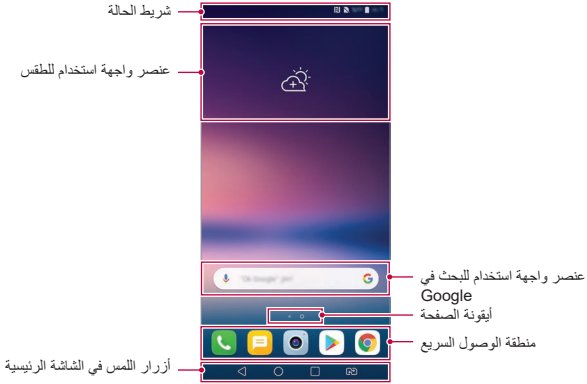 شريط الحالة
عنصر واجهة استخدام للطقس
عنصر واجهة استخدام للبحث في
Google
أيقونة الصفحة
منطقة الوصول السريع
أزرار اللمس في الشاشة الرئيسية